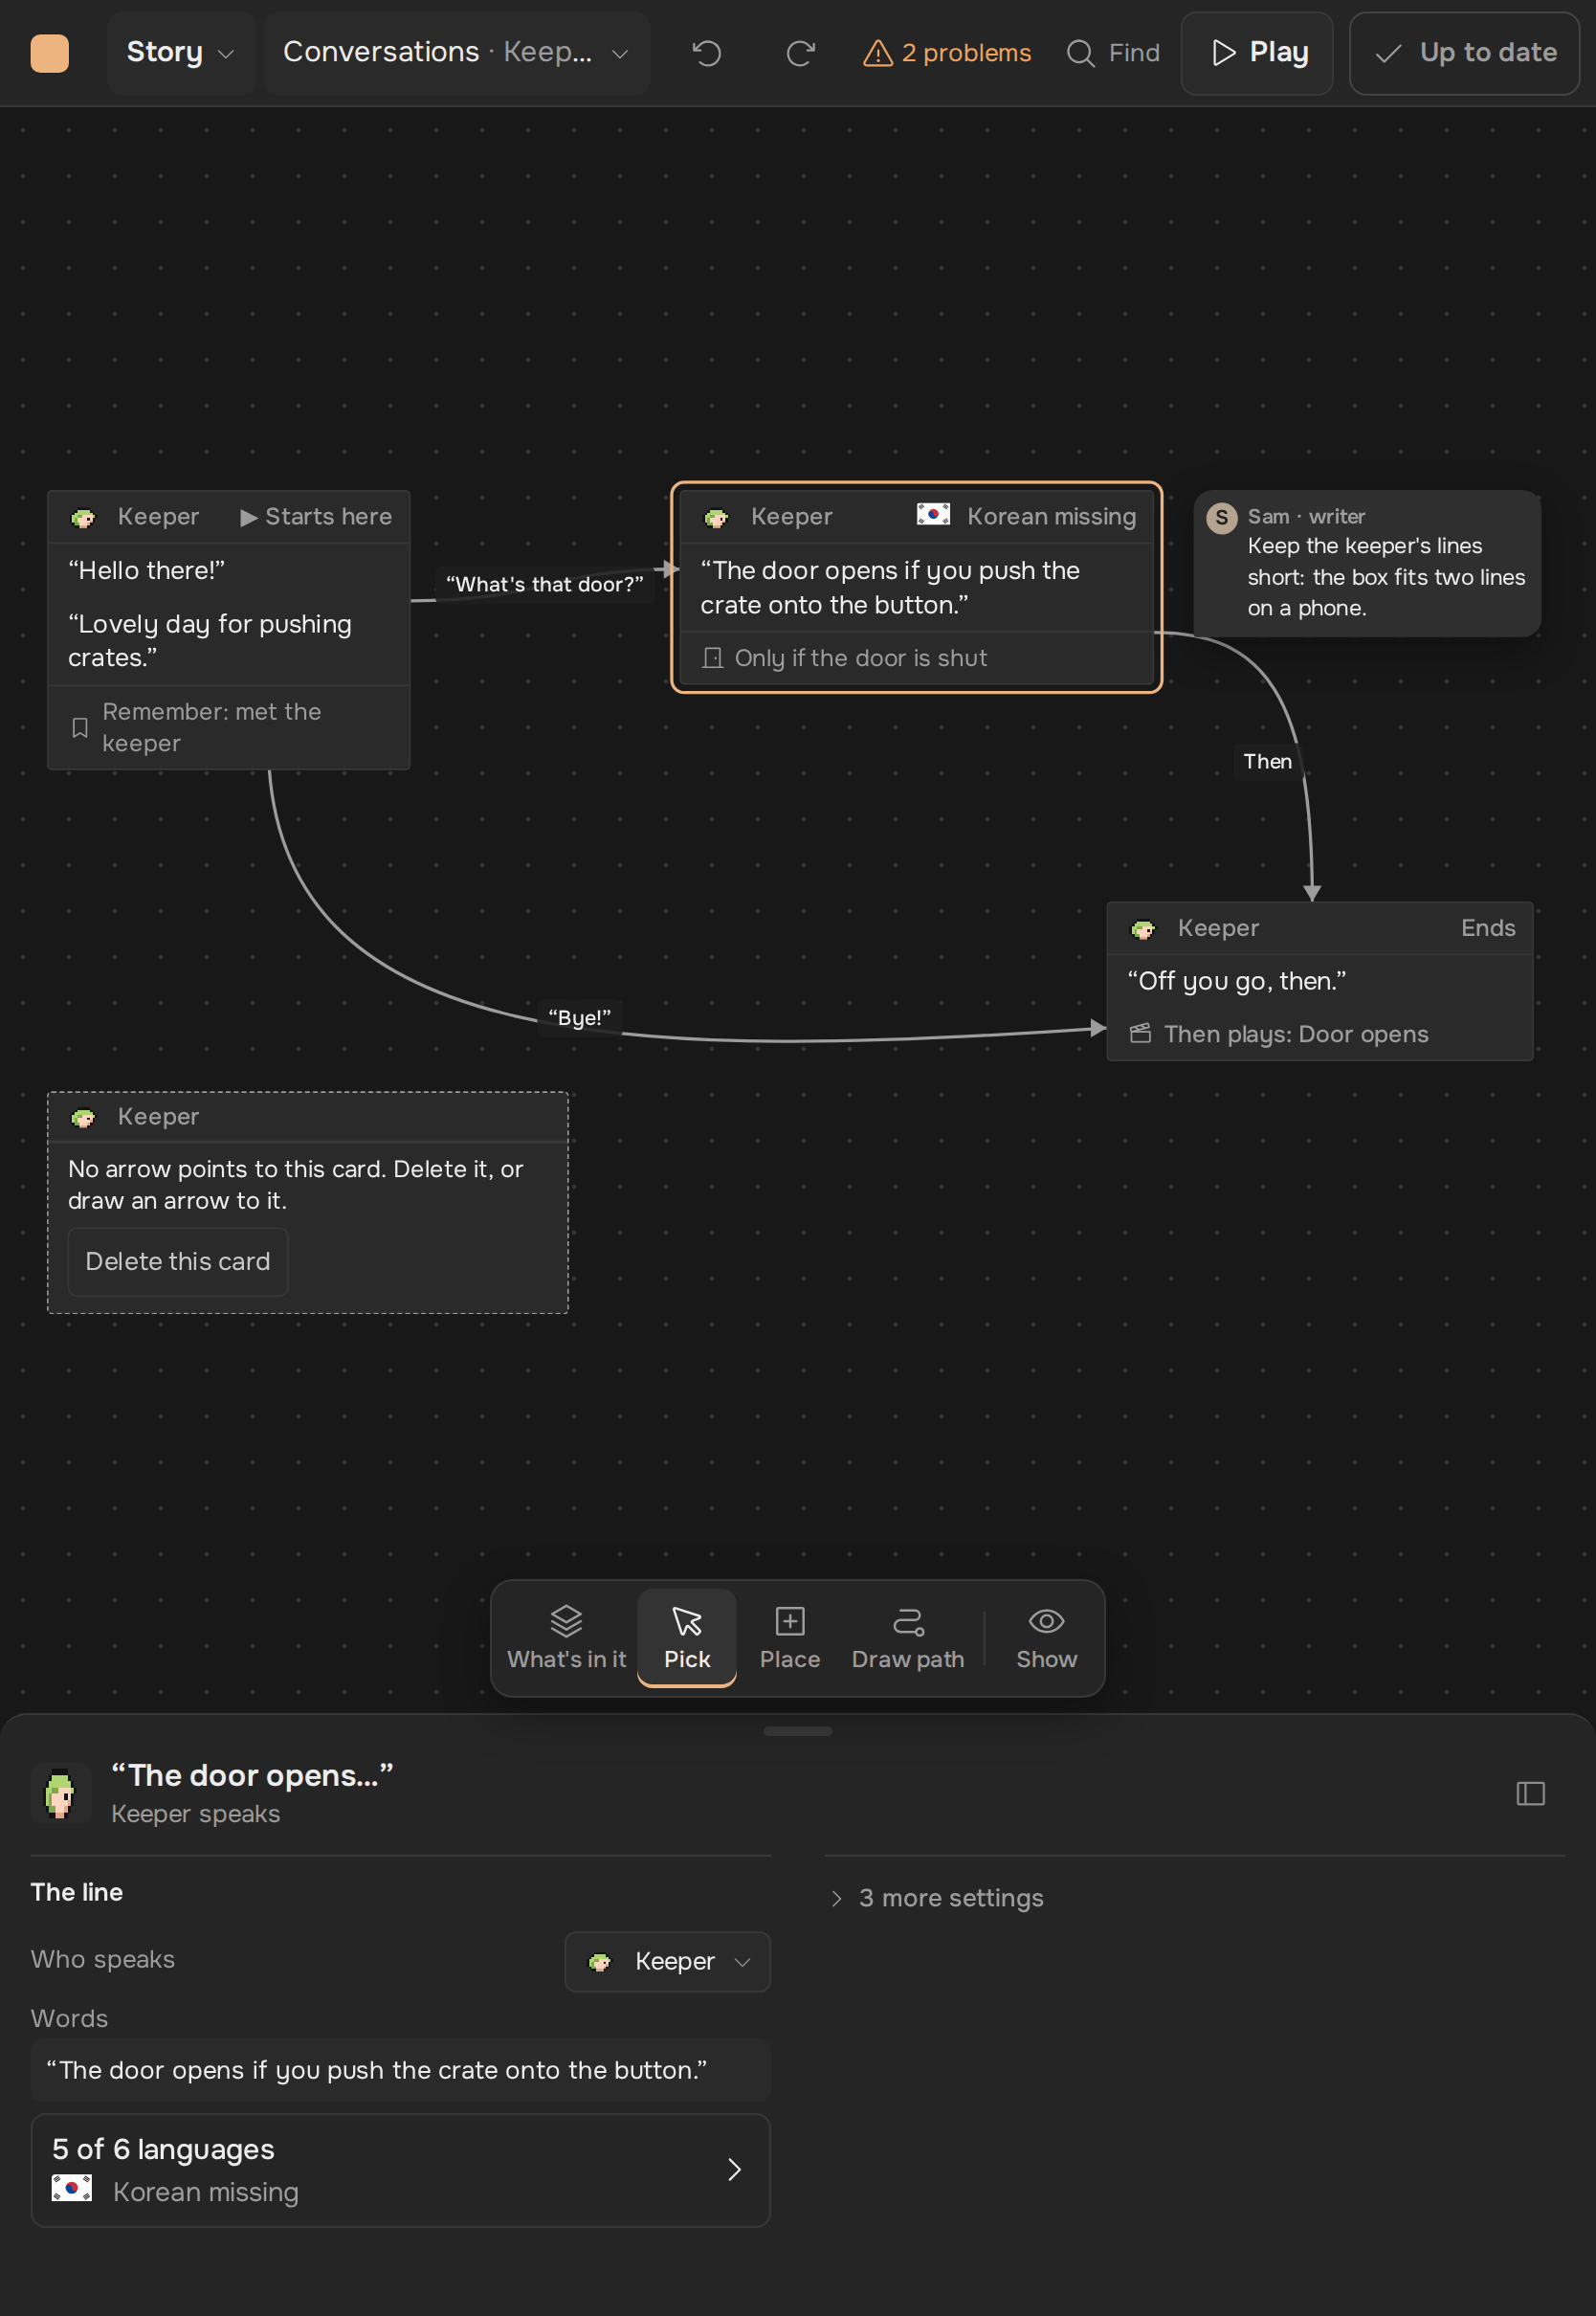 Story
Conversations · Keep...
2 problems
Find
Play
Up to date
Keeper
▶ Starts here
“Hello there!”
“Lovely day for pushing
crates.”
Remember: met the
keeper
“What's that door?”
Keeper
Korean missing
“The door opens if you push the
crate onto the button.”
Only if the door is shut
S
Sam · writer
Keep the keeper's lines
short: the box fits two lines
on a phone.
Then
Keeper
Ends
“Off you go, then.”
Then plays: Door opens
“Bye!”
Keeper
No arrow points to this card. Delete it, or
draw an arrow to it.
Delete this card
What's in it
Pick
Place
Draw path
Show
“The door opens...”
Keeper speaks
The line
3 more settings
Who speaks
Keeper
Words
“The door opens if you push the crate onto the button.”
5 of 6 languages
Korean missing